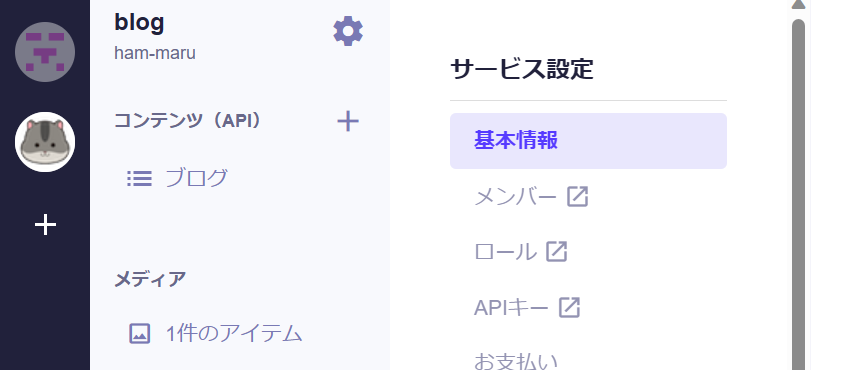 blog
ham-maru
コンテンツ（API）
ブログ
メディア
1件のアイテム
サービス設定
基本情報
メンバー
ロール
APIキー
お支払い